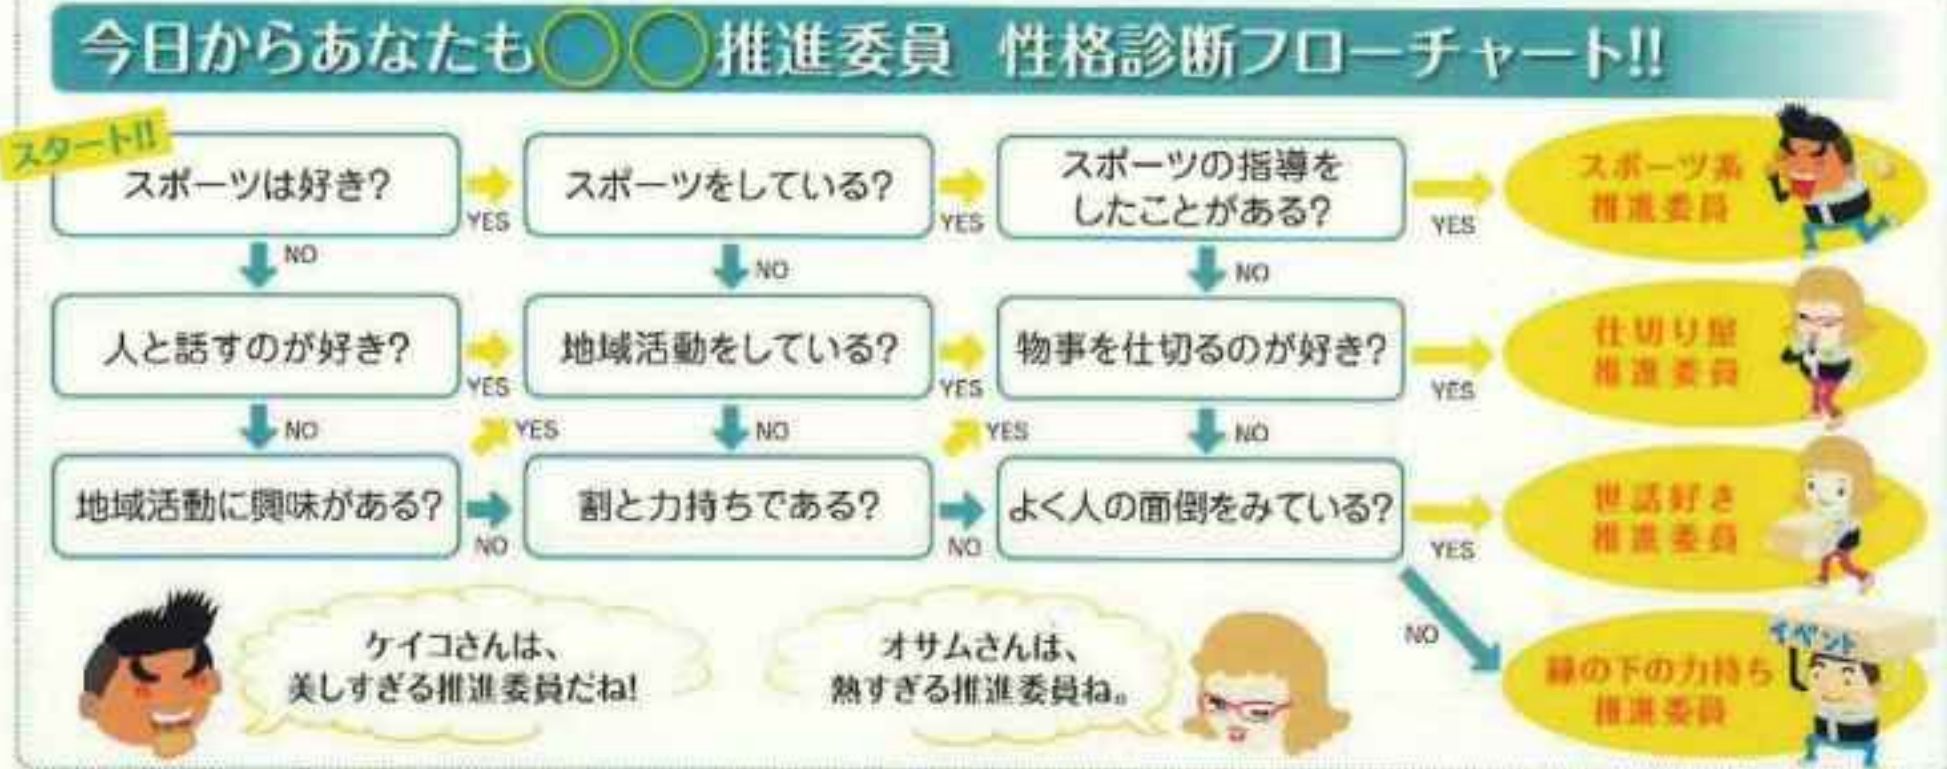 今日からあなたも○○推進委員 性格診断フローチャート!!
スタート!!
スポーツは好き?
YES
スポーツをしている?
YES
スポーツの指導を
したことがある?
YES
スポーツ系
推進委員
NO
NO
NO
人と話すのが好き?
YES
地域活動をしている?
YES
物事を仕切るのが好き?
YES
仕切り屋
推進委員
NO
YES
NO
YES
NO
地域活動に興味がある?
NO
割と力持ちである?
NO
よく人の面倒をみている?
YES
世話好き
推進委員
NO
ケイコさんは、
美しすぎる推進委員だね!
オサムさんは、
熱すぎる推進委員ね。
イベント
縁の下の力持ち
推進委員